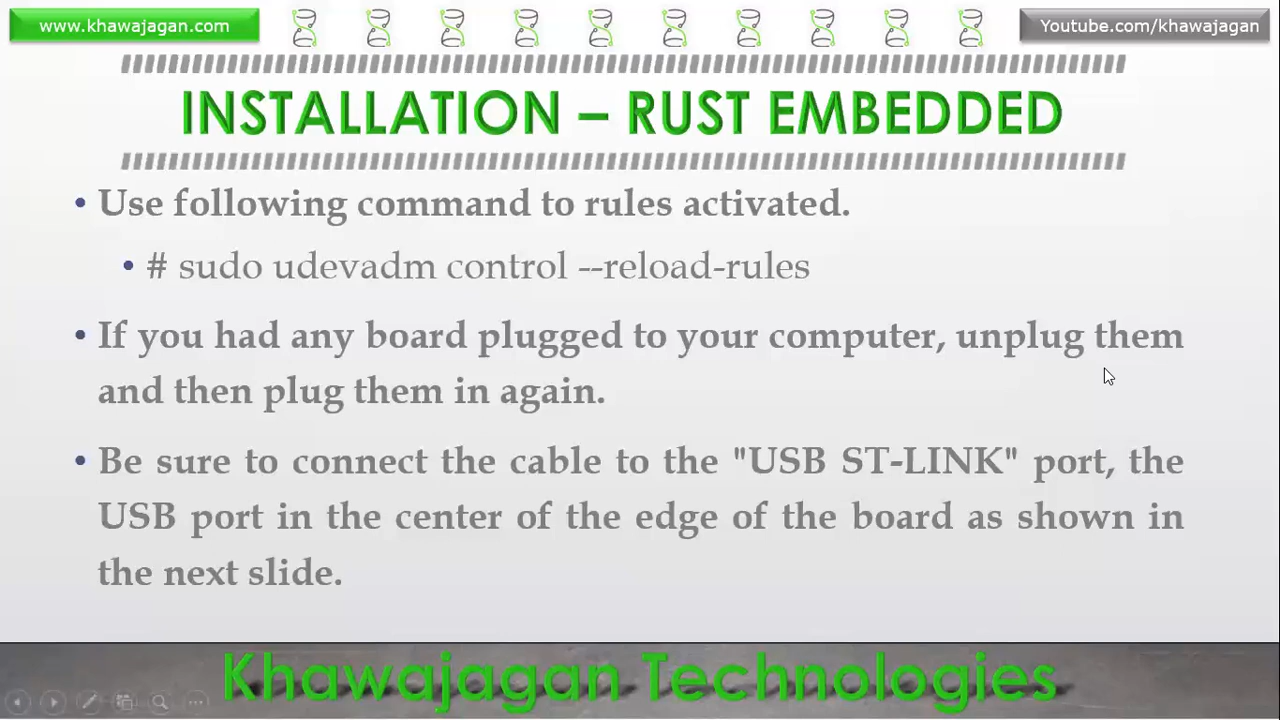 www.khawajagan.com
Youtube.com/khawajagan
INSTALLATION – RUST EMBEDDED
• Use following command to rules activated.
• # sudo udevadm control --reload-rules
• If you had any board plugged to your computer, unplug them
and then plug them in again.
• Be sure to connect the cable to the "USB ST-LINK" port, the
USB port in the center of the edge of the board as shown in
the next slide.
Khawajagan Technologies